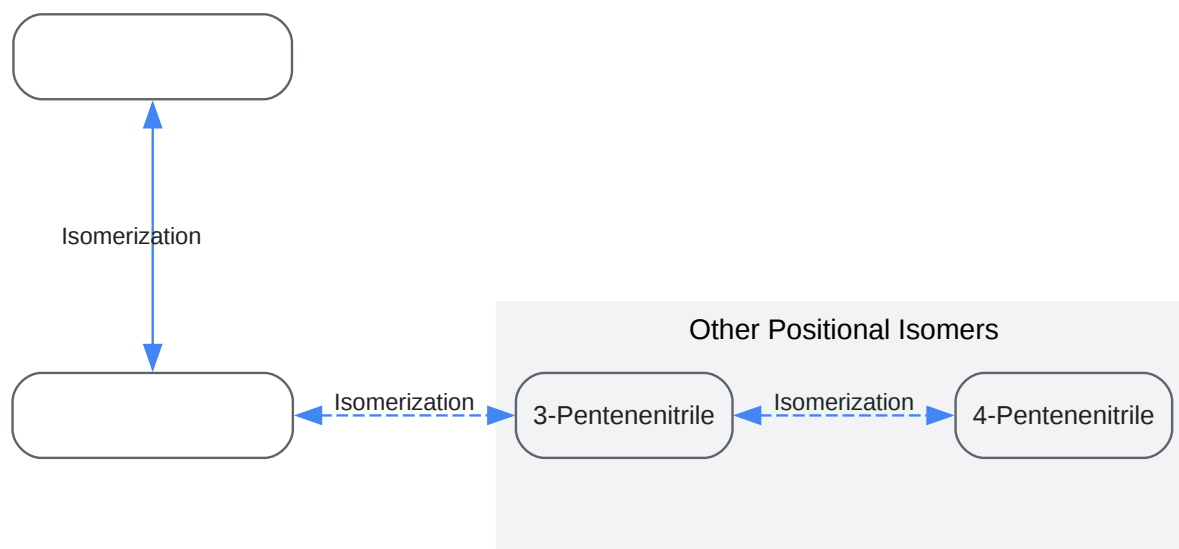 Isomerization
Other Positional Isomers
Isomerization
3-Pentenenitrile
Isomerization
4-Pentenenitrile